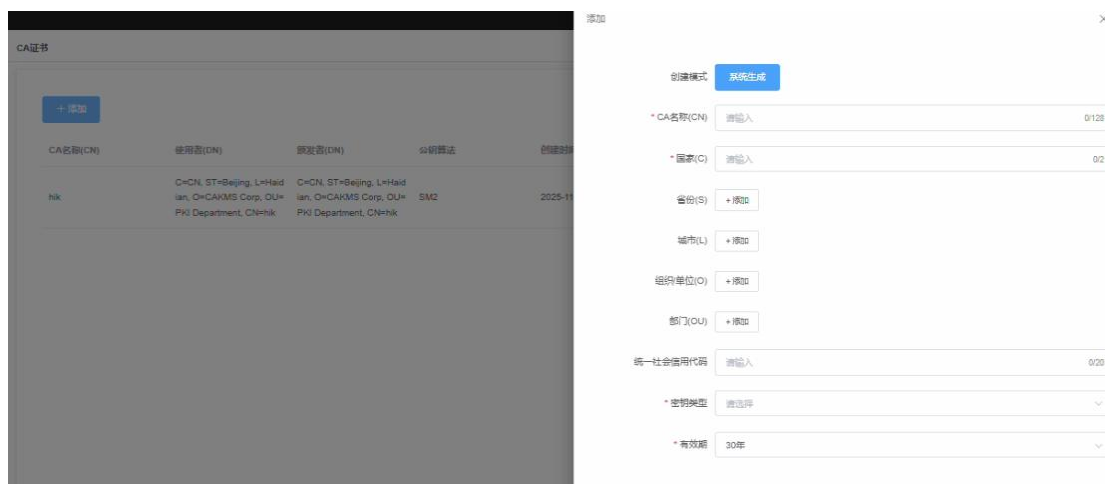 CA证书
+ 添加
CA名称(CN) 使用者(DN) 颁发者(DN) 公钥算法 创建时间
hik C=CN, ST=Beijing, L=Haid C=CN, ST=Beijing, L=Haid SM2 2025-11
ian, O=CAKMS Corp, OU= ian, O=CAKMS Corp, OU=
PKI Department, CN=hik PKI Department, CN=hik
添加
创建模式 系统生成
* CA名称(CN) 请输入 0/128
* 国家(C) 请输入 0/2
省份(S) + 添加
城市(L) + 添加
组织/单位(O) + 添加
部门(OU) + 添加
统一社会信用代码 请输入 0/20
* 密钥类型 请选择
* 有效期 30年